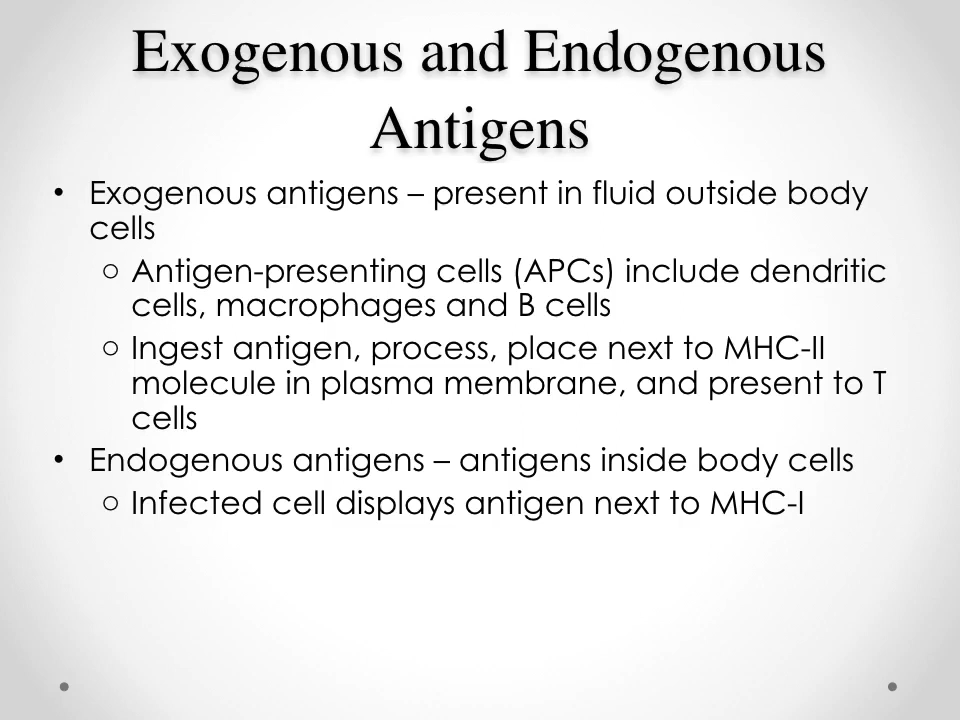 Exogenous and Endogenous
Antigens
• Exogenous antigens – present in fluid outside body
cells
o Antigen-presenting cells (APCs) include dendritic
cells, macrophages and B cells
o Ingest antigen, process, place next to MHC-II
molecule in plasma membrane, and present to T
cells
• Endogenous antigens – antigens inside body cells
o Infected cell displays antigen next to MHC-I